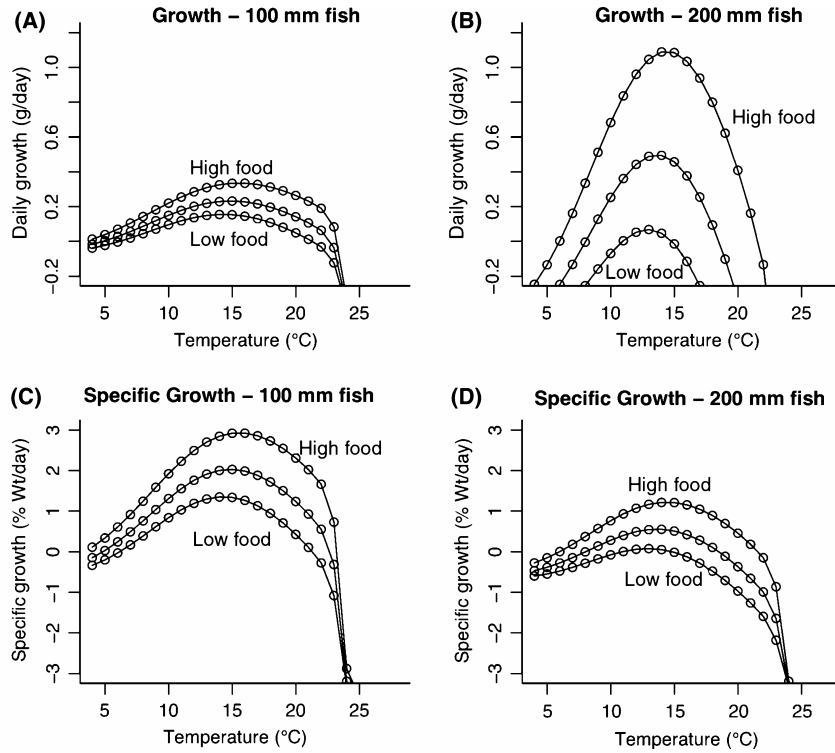 (A) Growth – 100 mm fish
Daily growth (g/day)
1.0
0.6
0.2
−0.2
High food
Low food
5 10 15 20 25
Temperature (°C)
(B) Growth – 200 mm fish
Daily growth (g/day)
1.0
0.6
0.2
−0.2
High food
Low food
5 10 15 20 25
Temperature (°C)
(C) Specific Growth – 100 mm fish
Specific growth (% Wt/day)
3
2
1
0
−1
−2
−3
High food
Low food
5 10 15 20 25
Temperature (°C)
(D) Specific Growth – 200 mm fish
Specific growth (% Wt/day)
3
2
1
0
−1
−2
−3
High food
Low food
5 10 15 20 25
Temperature (°C)